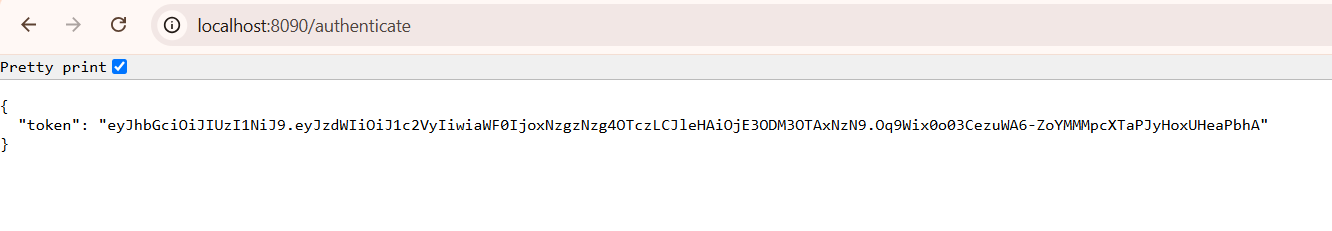 localhost:8090/authenticate
Pretty print
{
"token": "eyJhbGciOiJIUzI1NiJ9.eyJzdWIiOiJ1c2VyIiwiaWF0IjoxNzgzNzg4OTczLCJleHAiOjE3ODM3OTAxNzN9.Oq9Wix0o03CezuWA6-ZoYMMMpcXTaPJyHoxUHeaPbhA"
}